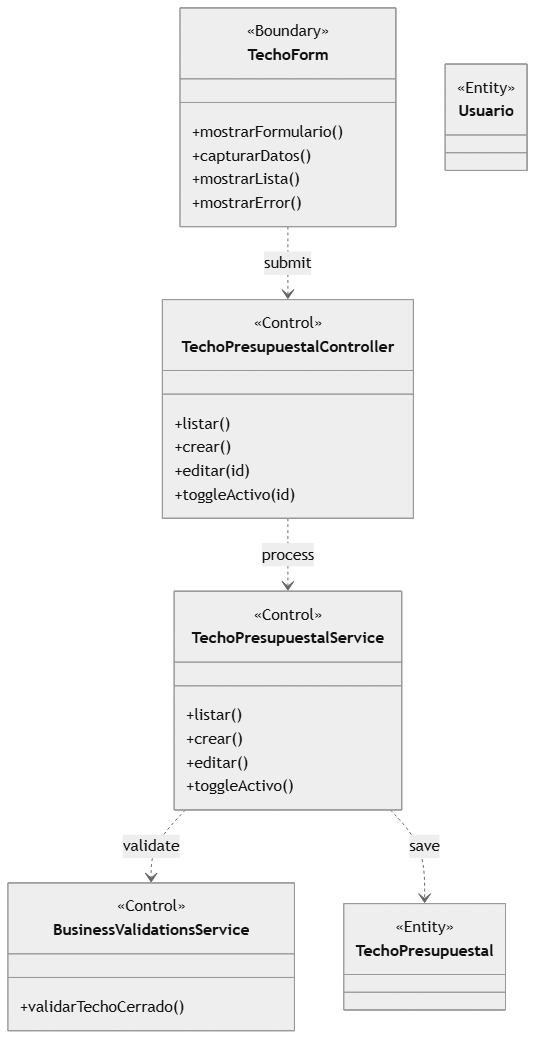 «Boundary»
TechoForm
+mostrarFormulario()
+capturarDatos()
+mostrarLista()
+mostrarError()
«Entity»
Usuario
submit
«Control»
TechoPresupuestalController
+listar()
+crear()
+editar(id)
+toggleActivo(id)
process
«Control»
TechoPresupuestalService
+listar()
+crear()
+editar()
+toggleActivo()
validate
save
«Control»
BusinessValidationsService
+validarTechoCerrado()
«Entity»
TechoPresupuestal